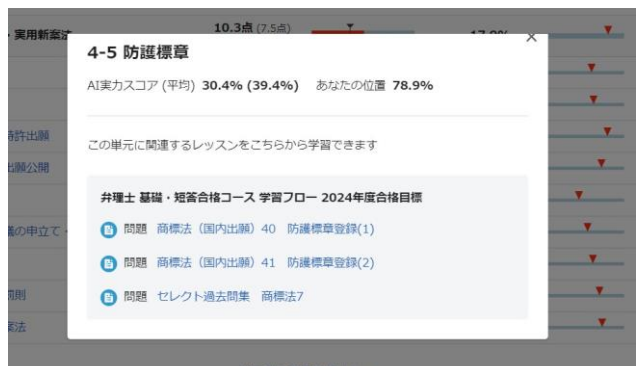 ・実用新案法 10.3点 (7.5点) 17.9%
4-5 防護標章
AI実力スコア (平均) 30.4% (39.4%) あなたの位置 78.9%
この単元に関連するレッスンをこちらから学習できます
特許出願
出願公開
弁理士 基礎・短答合格コース 学習フロー 2024年度合格目標
議の申立て・
問題 商標法（国内出願）40 防護標章登録(1)
問題 商標法（国内出願）41 防護標章登録(2)
罰則
問題 セレクト過去問集 商標法7
案法